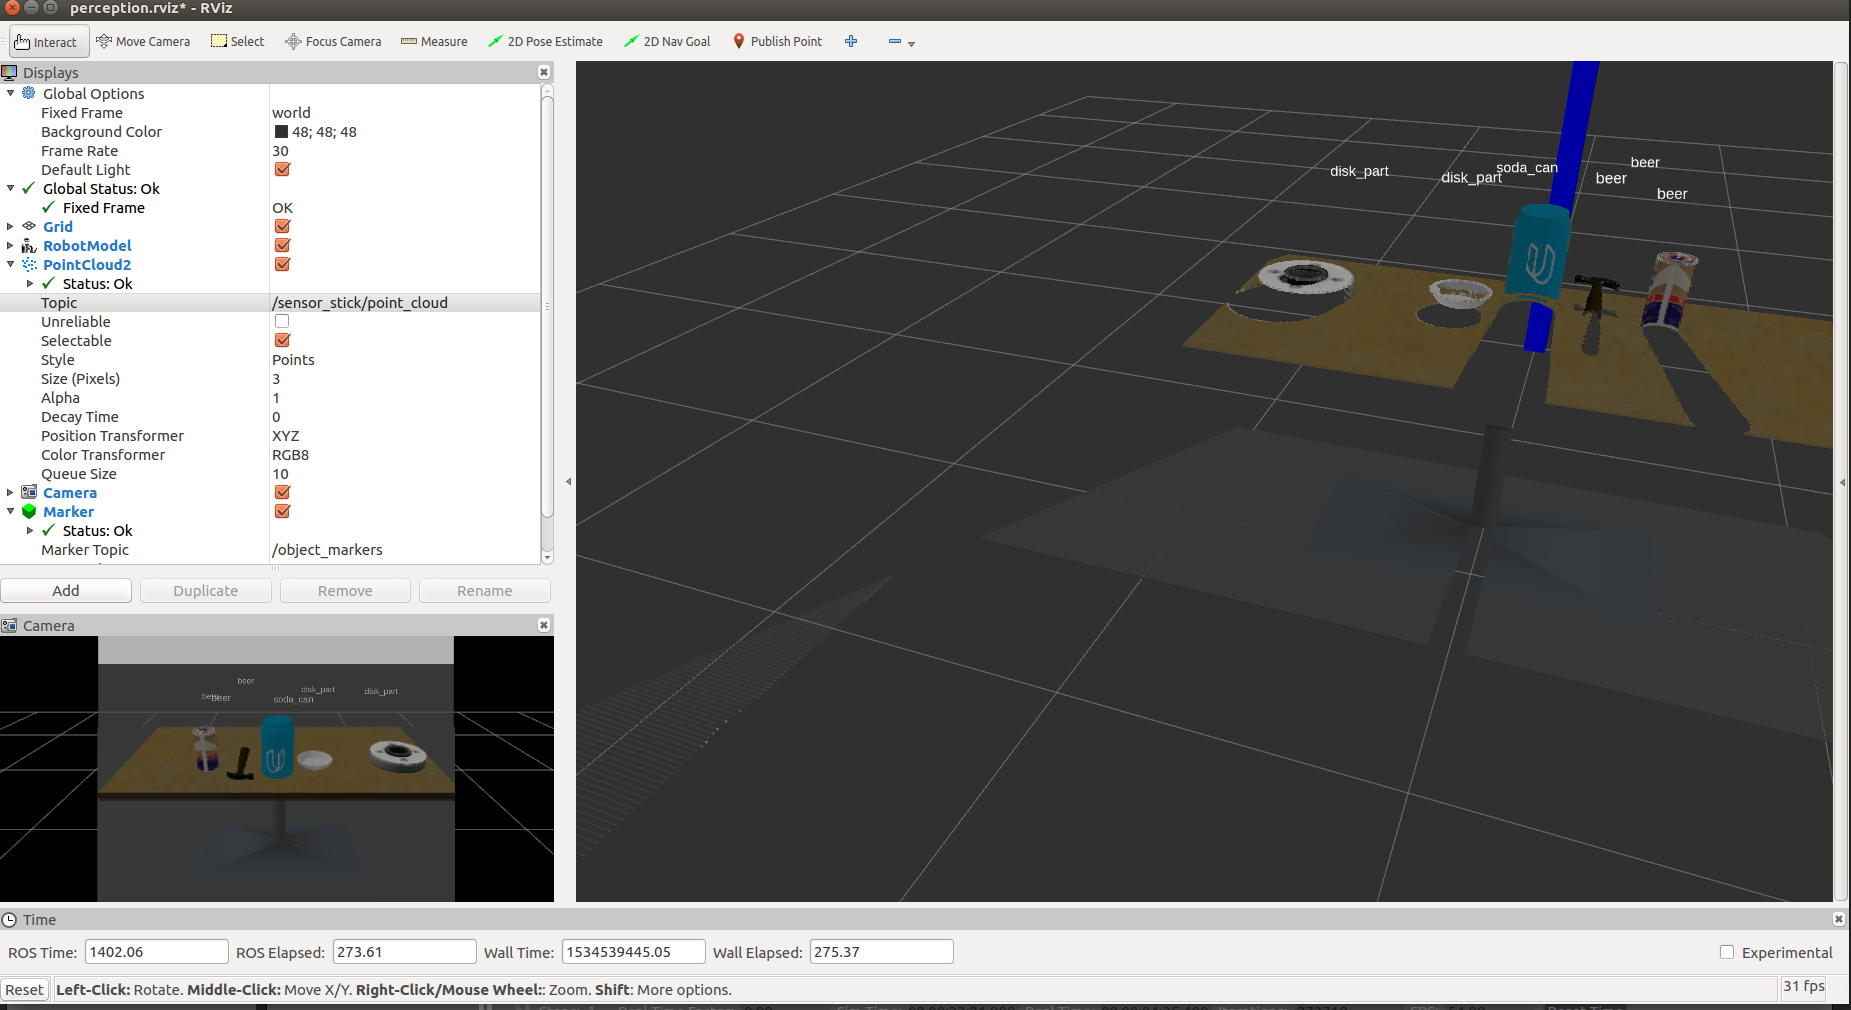 perception.rviz* - RViz
Interact Move Camera Select Focus Camera Measure 2D Pose Estimate 2D Nav Goal Publish Point
Displays
Global Options
Fixed Frame world
Background Color 48; 48; 48
Frame Rate 30
Default Light
Global Status: Ok
Fixed Frame OK
Grid
RobotModel
PointCloud2
Status: Ok
Topic /sensor_stick/point_cloud
Unreliable
Selectable
Style Points
Size (Pixels) 3
Alpha 1
Decay Time 0
Position Transformer XYZ
Color Transformer RGB8
Queue Size 10
Camera
Marker
Status: Ok
Marker Topic /object_markers
Add Duplicate Remove Rename
Camera
beer
beer
beer
disk_part
disk_part
soda_can
disk_part
disk_part
soda_can
beer
beer
beer
Time
ROS Time: 1402.06 ROS Elapsed: 273.61 Wall Time: 1534539445.05 Wall Elapsed: 275.37 Experimental
Reset Left-Click: Rotate. Middle-Click: Move X/Y. Right-Click/Mouse Wheel:: Zoom. Shift: More options. 31 fps